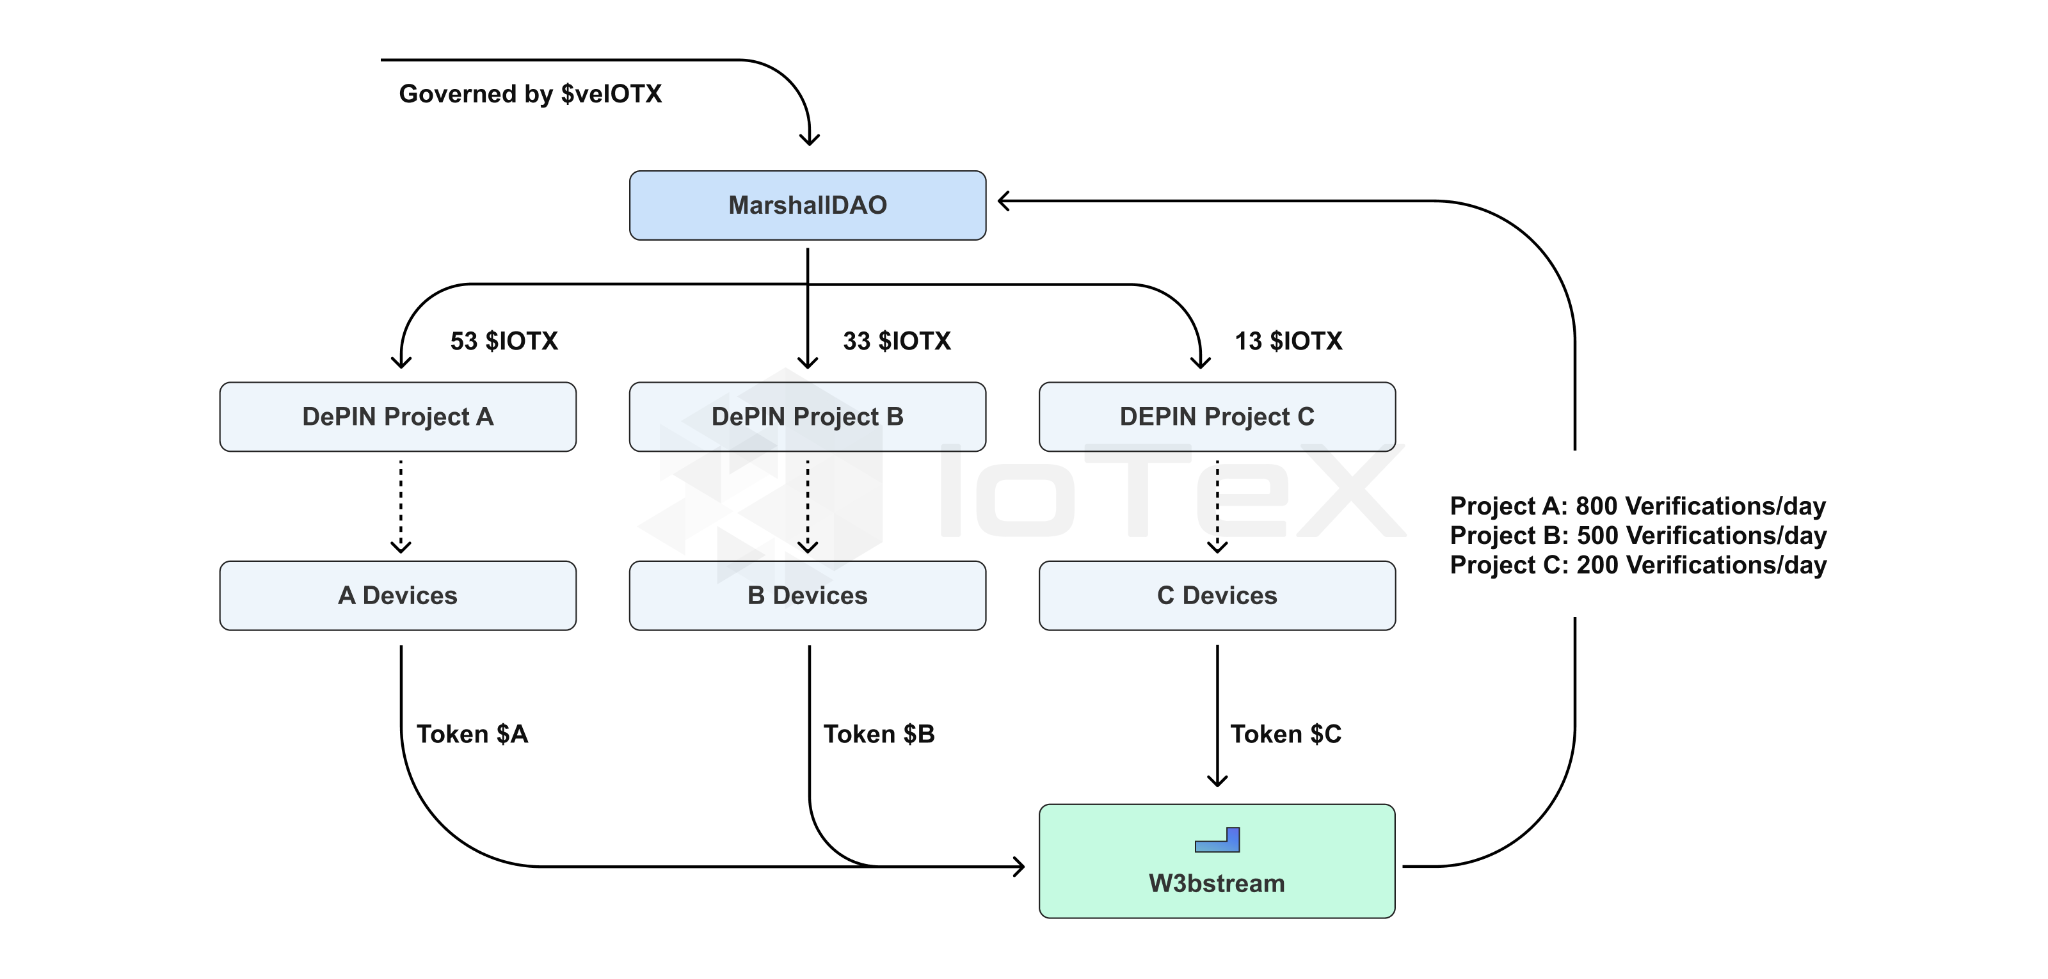 Governed by $veIOTX
MarshallDAO
53 $IOTX
33 $IOTX
13 $IOTX
DePIN Project A
DePIN Project B
DEPIN Project C
IoTeX
Project A: 800 Verifications/day
Project B: 500 Verifications/day
Project C: 200 Verifications/day
A Devices
B Devices
C Devices
Token $A
Token $B
Token $C
W3bstream